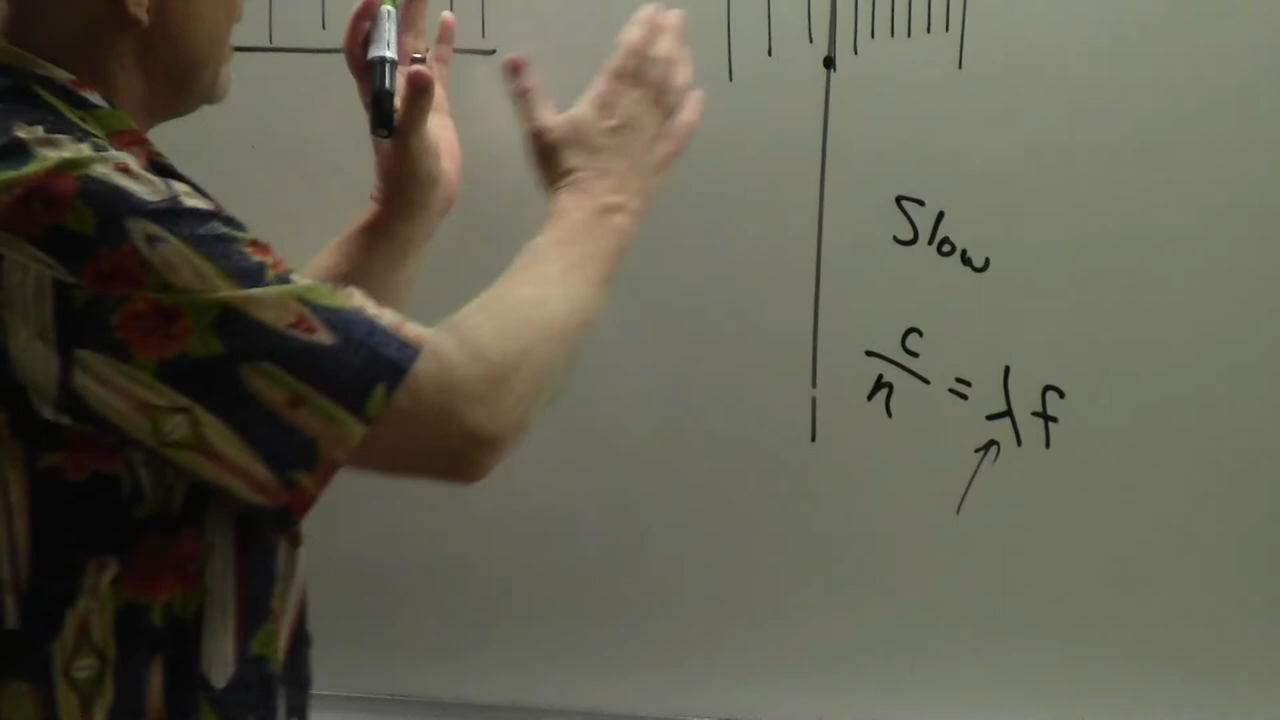 Slow
c/n = λf